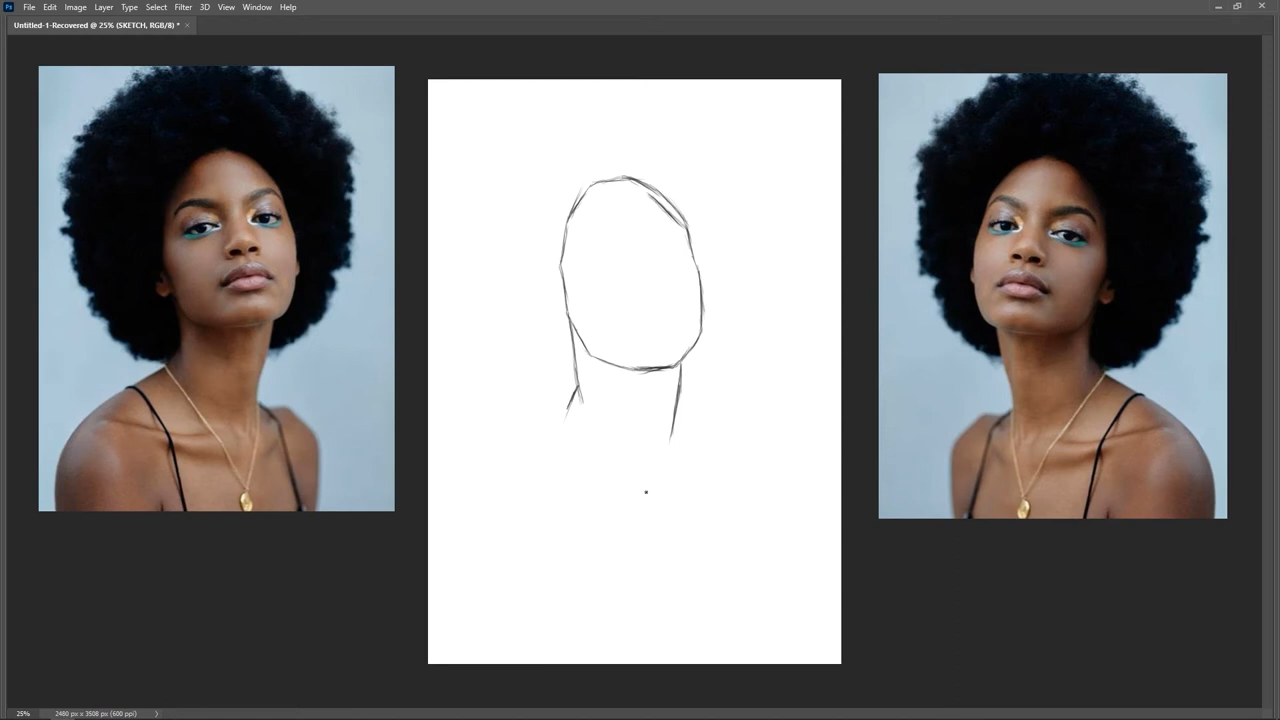 Ps File Edit Image Layer Type Select Filter 3D View Window Help
Untitled-1-Recovered @ 25% (SKETCH, RGB/8) * ×
25% 2480 px x 3508 px (600 ppi)